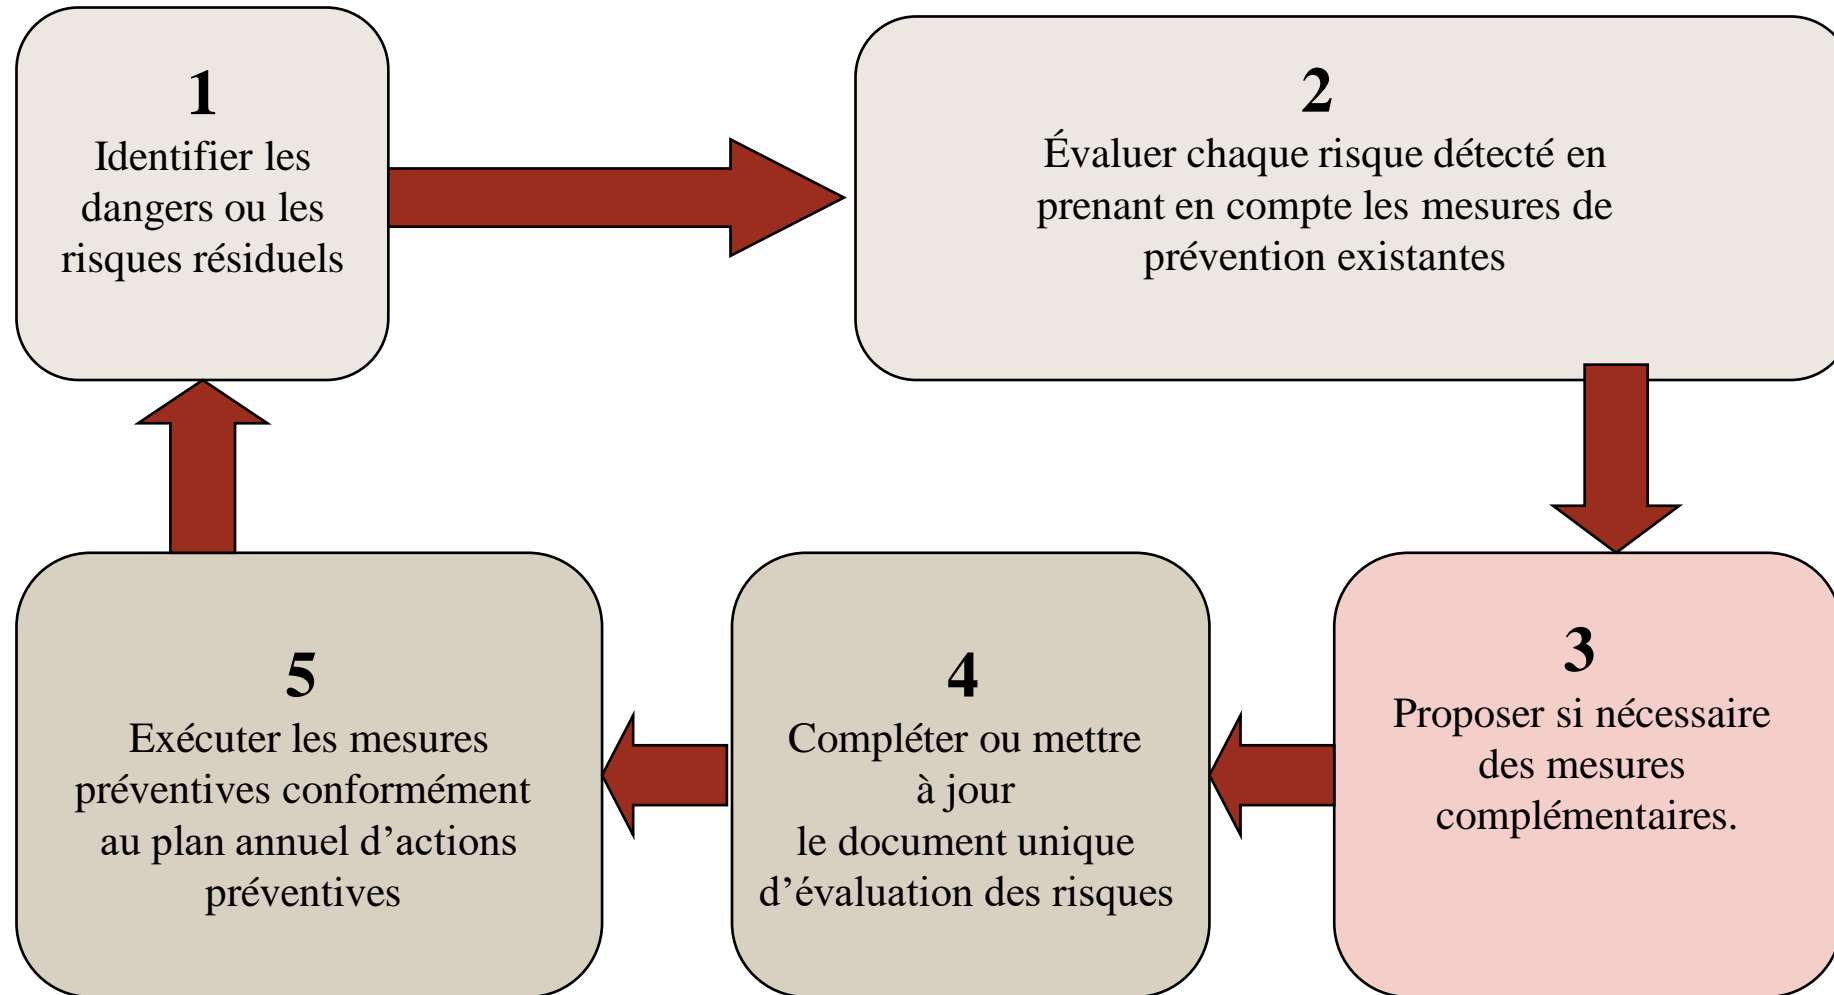 1
Identifier les
dangers ou les
risques résiduels
2
Évaluer chaque risque détecté en
prenant en compte les mesures de
prévention existantes
3
Proposer si nécessaire
des mesures
complémentaires.
4
Compléter ou mettre
à jour
le document unique
d’évaluation des risques
5
Exécuter les mesures
préventives conformément
au plan annuel d’actions
préventives